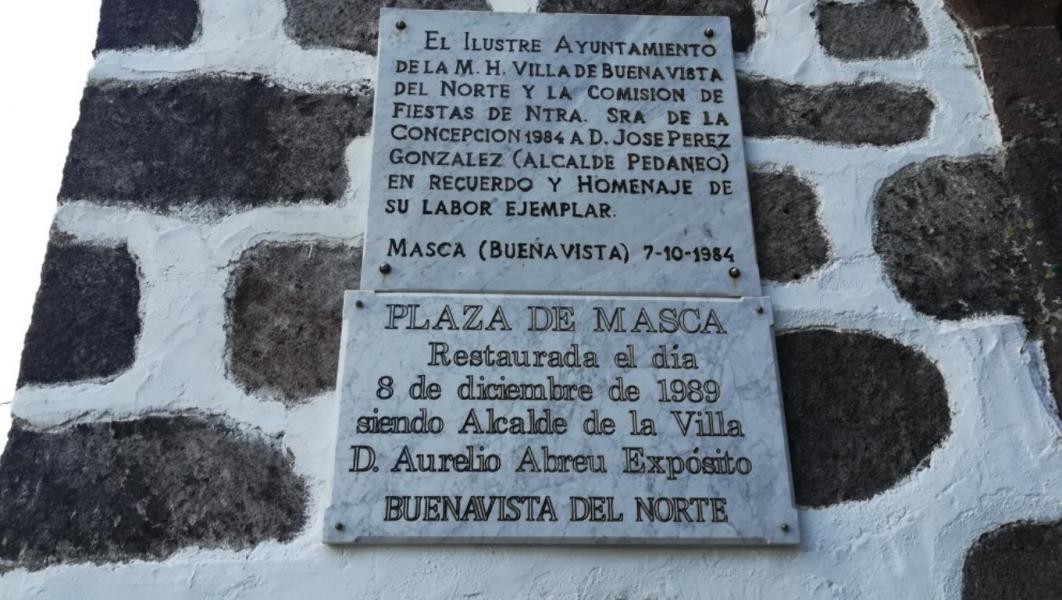 El Ilustre Ayuntamiento
de la M. H. Villa de Buenavista
del Norte y la Comision de
Fiestas de Ntra. Sra de la
Concepcion 1984 a D. Jose Perez
Gonzalez (Alcalde Pedaneo)
en recuerdo y Homenaje de
su labor ejemplar.
Masca (Buenavista) 7-10-1984
PLAZA DE MASCA
Restaurada el día
8 de diciembre de 1989
siendo Alcalde de la Villa
D. Aurelio Abreu Expósito
BUENAVISTA DEL NORTE